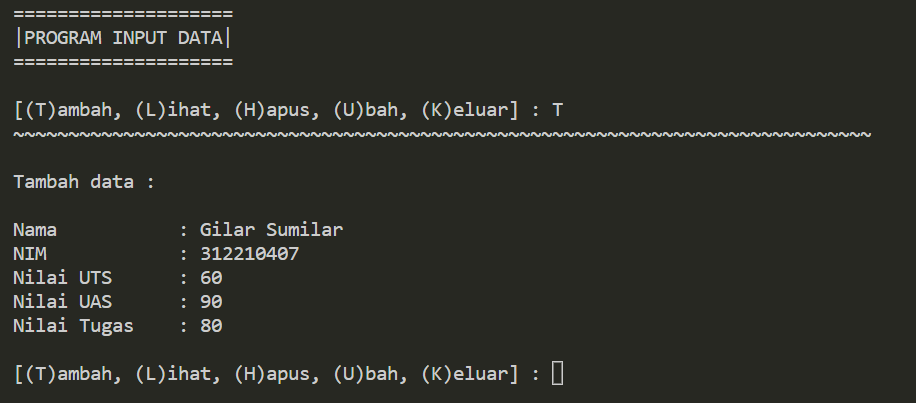 ====================
|PROGRAM INPUT DATA|
====================
[(T)ambah, (L)ihat, (H)apus, (U)bah, (K)eluar] : T
~~~~~~~~~~~~~~~~~~~~~~~~~~~~~~~~~~~~~~~~~~~~~~~~~~~~~~~~~~~~~~~~~~~~~~~~~~~~~~
Tambah data :
Nama           : Gilar Sumilar
NIM            : 312210407
Nilai UTS      : 60
Nilai UAS      : 90
Nilai Tugas    : 80
[(T)ambah, (L)ihat, (H)apus, (U)bah, (K)eluar] :